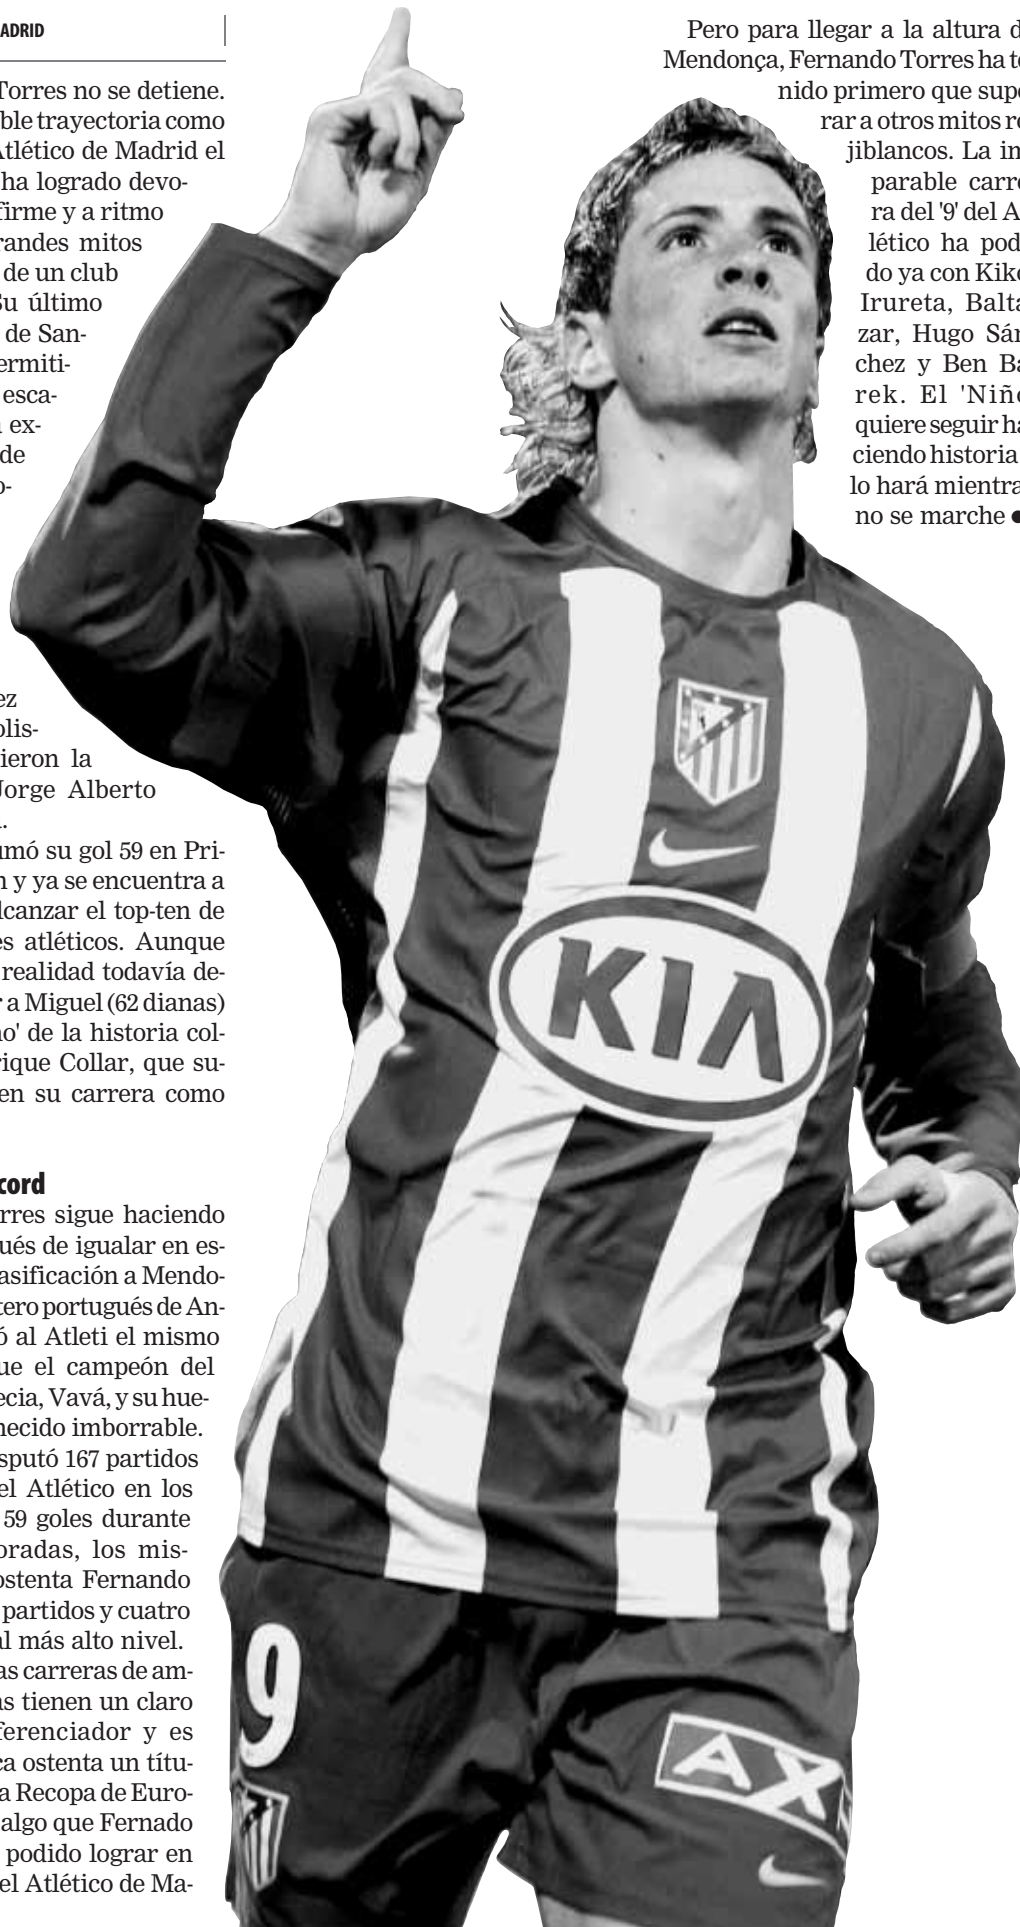 ADRID
Torres no se detiene.
ble trayectoria como
Atlético de Madrid el
ha logrado devo-
firme y a ritmo
randes mitos
de un club
Su último
de San-
ermiti-
esca-
ex-
de
o-
ez
olis-
ieron la
Jorge Alberto
umó su gol 59 en Pri-
n y ya se encuentra a
lcanzar el top-ten de
es atléticos. Aunque
realidad todavía de-
r a Miguel (62 dianas)
no' de la historia col-
rique Collar, que su-
en su carrera como
cord
rres sigue haciendo
ués de igualar en es-
asificación a Mendo-
tero portugués de An-
ó al Atleti el mismo
ue el campeón del
ecia, Vavá, y su hue-
necido imborrable.
sputó 167 partidos
el Atlético en los
59 goles durante
oradas, los mis-
ostenta Fernando
partidos y cuatro
al más alto nivel.
as carreras de am-
as tienen un claro
ferenciador y es
ca ostenta un títu-
a Recopa de Euro-
algo que Fernado
podido lograr en
el Atlético de Ma-
Pero para llegar a la altura d
Mendonça, Fernando Torres ha te
nido primero que supe
rar a otros mitos ro
jiblancos. La im
parable carre
ra del '9' del A
lético ha pod
do ya con Kiko
Irureta, Balta
zar, Hugo Sán
chez y Ben Ba
rek. El 'Niño
quiere seguir ha
ciendo historia
lo hará mientra
no se marche ●
KIA
9
AX